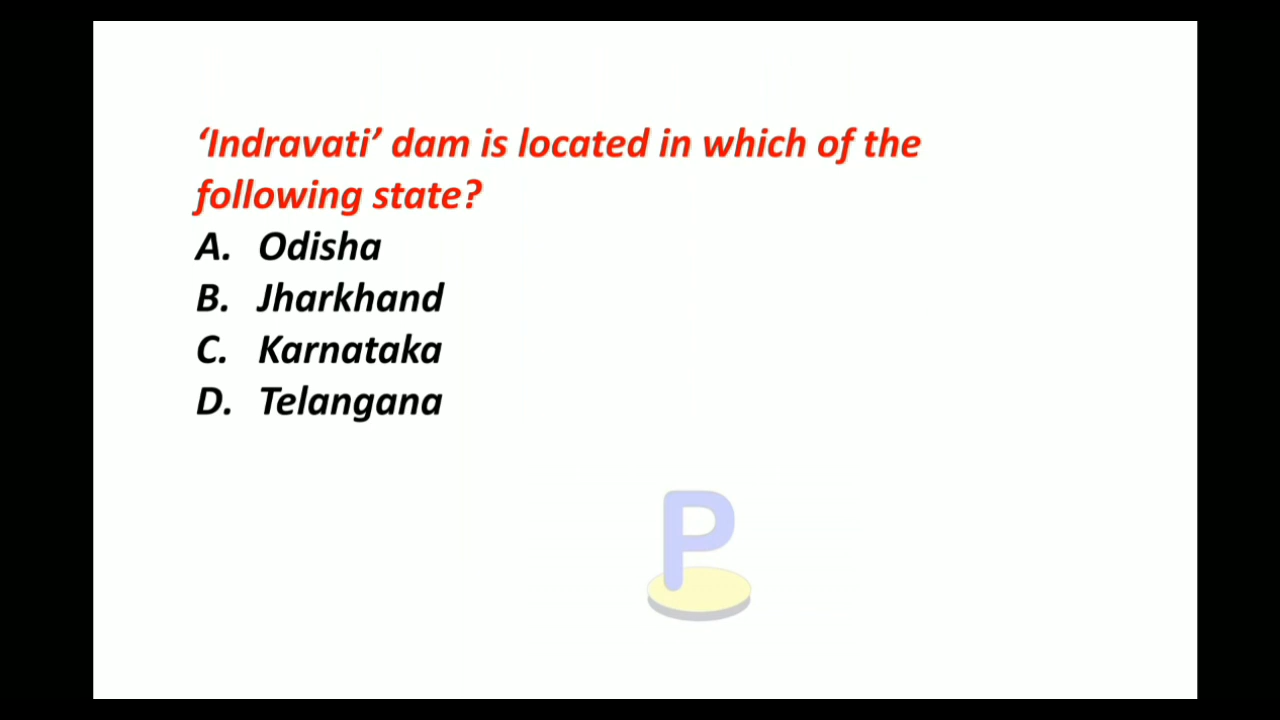 ‘Indravati’ dam is located in which of the
following state?
A. Odisha
B. Jharkhand
C. Karnataka
D. Telangana
P